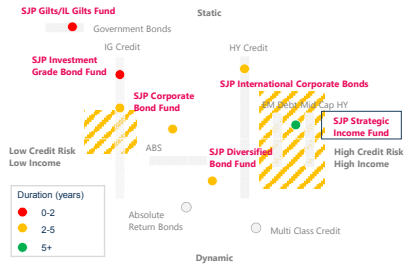 SJP Gilts/IL Gilts Fund
Static
Government Bonds
IG Credit
HY Credit
SJP Investment
Grade Bond Fund
SJP International Corporate Bonds
SJP Corporate
Bond Fund
EM Debt Mid Cap HY
SJP Strategic
Income Fund
Low Credit Risk
Low Income
ABS
SJP Diversified
Bond Fund
High Credit Risk
High Income
Duration (years)
0-2
2-5
5+
Absolute
Return Bonds
Multi Class Credit
Dynamic